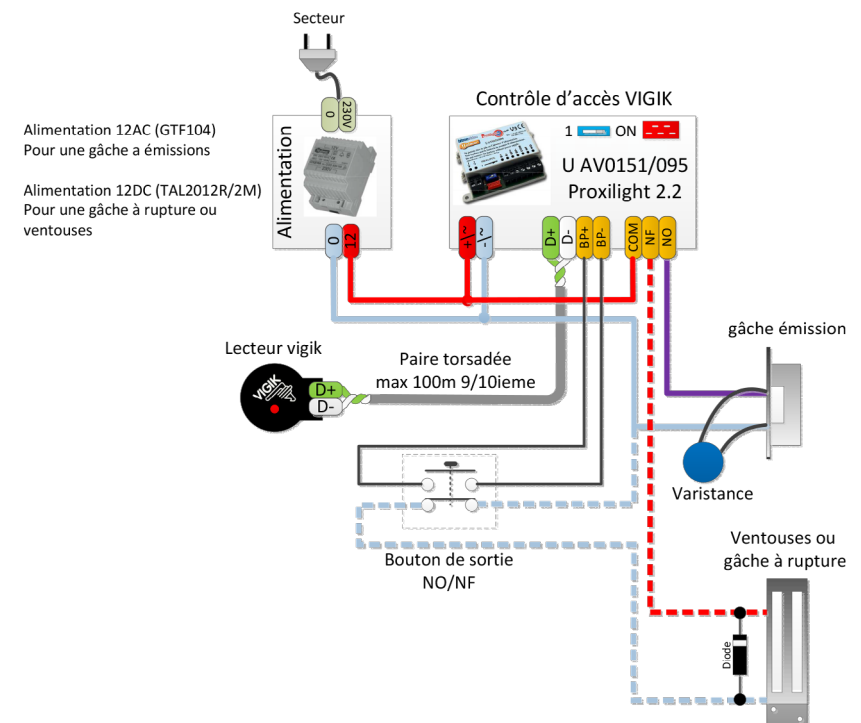 Secteur
0
230V
Alimentation 12AC (GTF104)
Pour une gâche a émissions
Alimentation 12DC (TAL2012R/2M)
Pour une gâche à rupture ou
ventouses
Alimentation
0
12
Contrôle d'accès VIGIK
1 ON
U AV0151/095
Proxilight 2.2
+/~
-/~
D+
D-
BP+
BP-
COM
NF
NO
gâche émission
Lecteur vigik
VIGIK
D+
D-
Paire torsadée
max 100m 9/10ieme
Varistance
Bouton de sortie
NO/NF
Ventouses ou
gâche à rupture
Diode